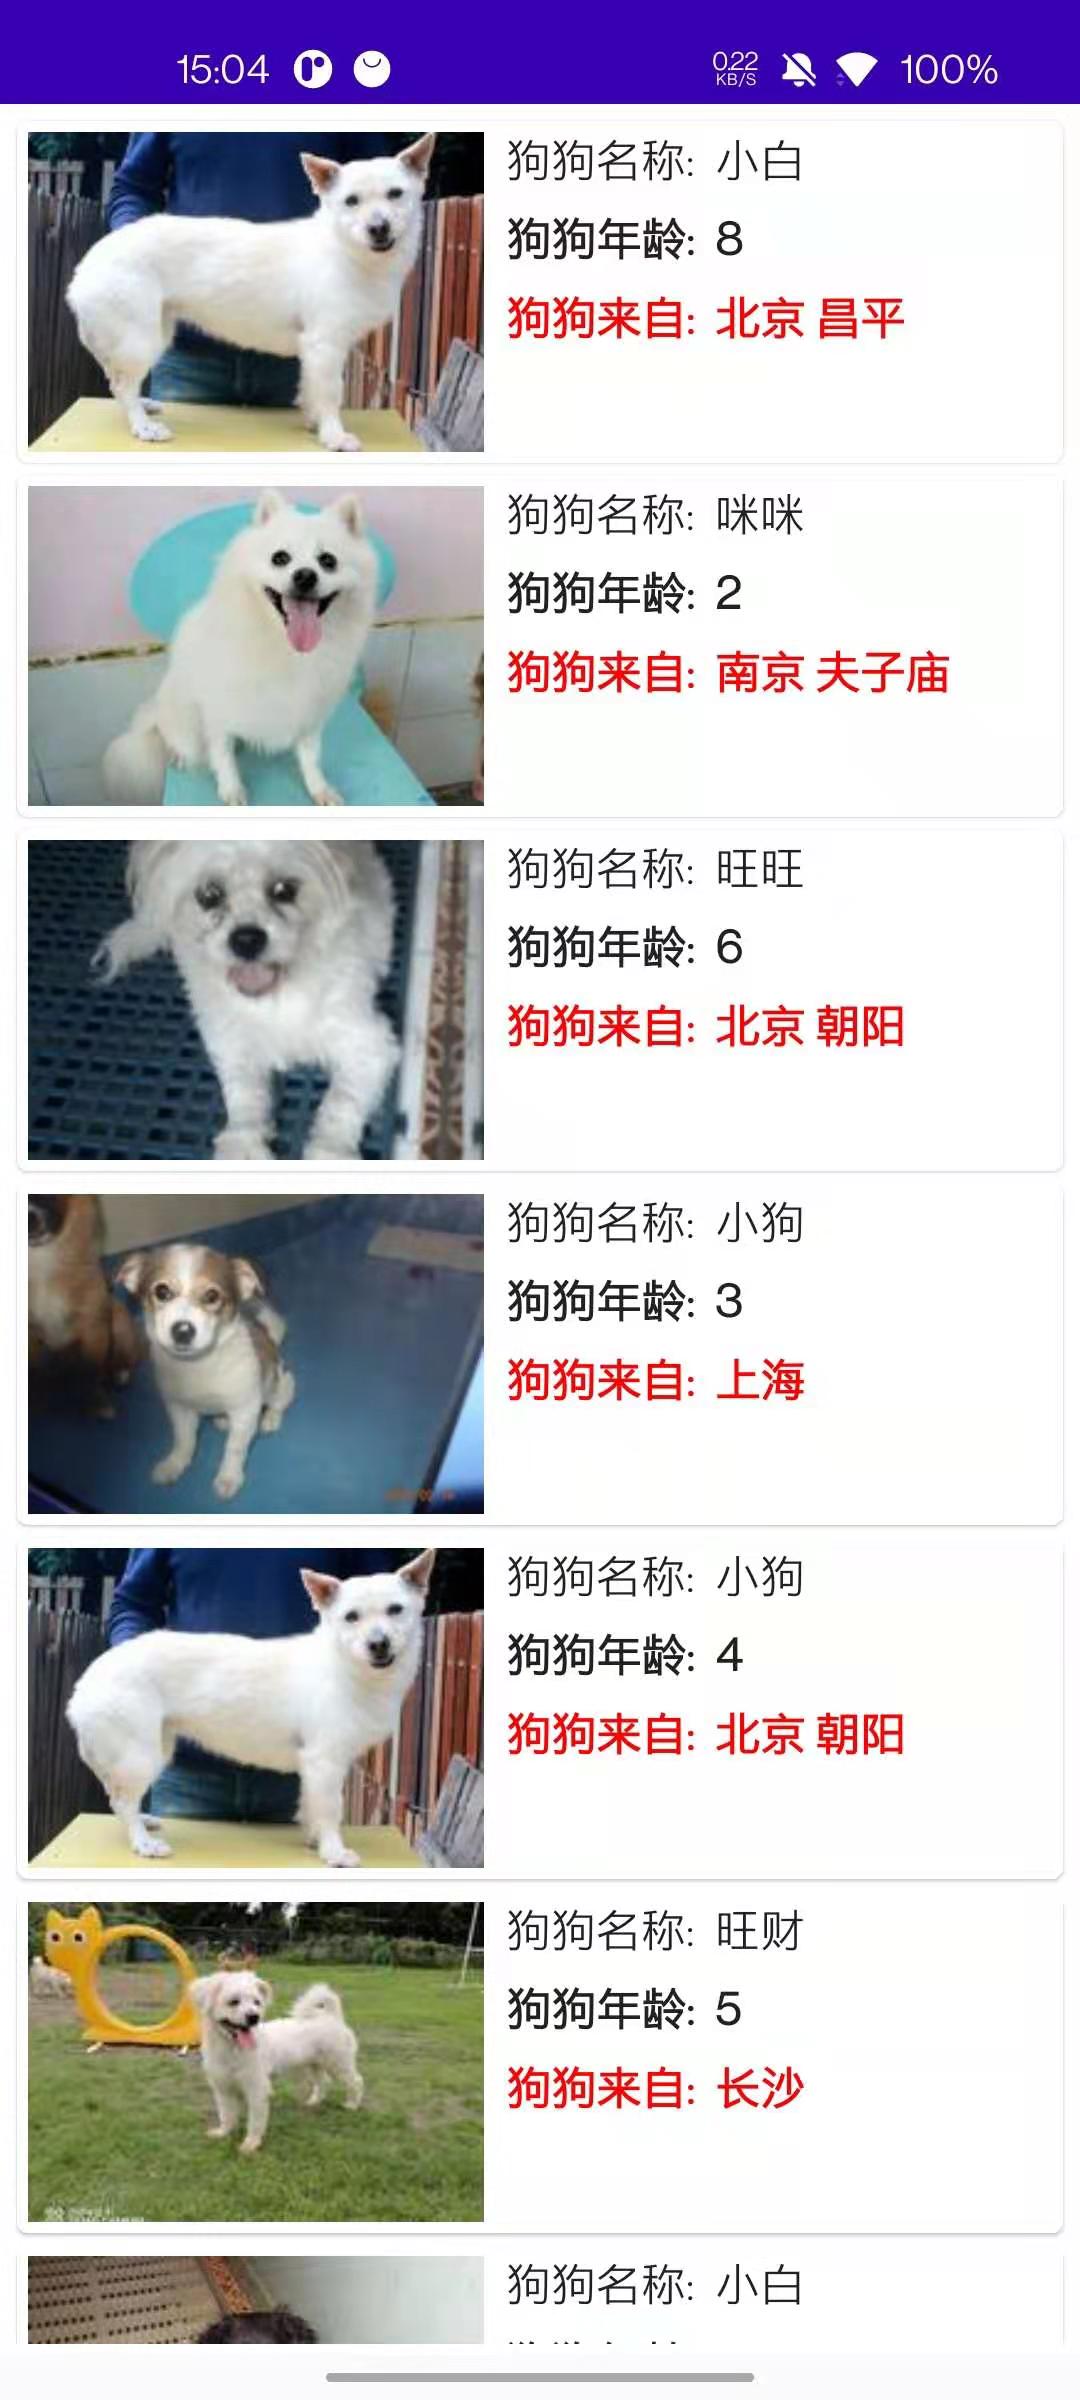 15:04
0.22
KB/S
100%
狗狗名称: 小白
狗狗年龄: 8
狗狗来自: 北京 昌平
狗狗名称: 咪咪
狗狗年龄: 2
狗狗来自: 南京 夫子庙
狗狗名称: 旺旺
狗狗年龄: 6
狗狗来自: 北京 朝阳
狗狗名称: 小狗
狗狗年龄: 3
狗狗来自: 上海
狗狗名称: 小狗
狗狗年龄: 4
狗狗来自: 北京 朝阳
狗狗名称: 旺财
狗狗年龄: 5
狗狗来自: 长沙
狗狗名称: 小白